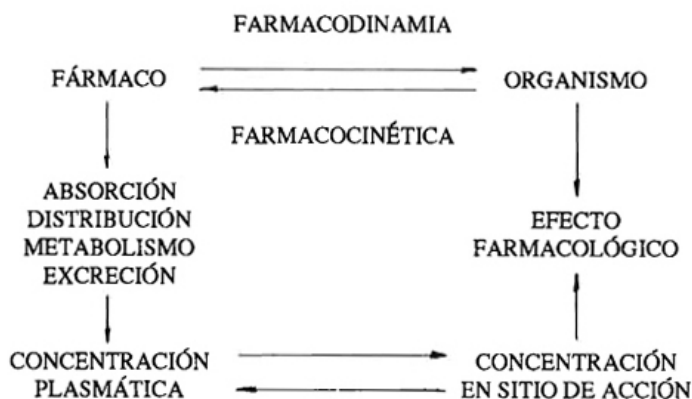 FARMACODINAMIA
FÁRMACO
ORGANISMO
FARMACOCINÉTICA
ABSORCIÓN
DISTRIBUCIÓN
METABOLISMO
EXCRECIÓN
EFECTO
FARMACOLÓGICO
CONCENTRACIÓN
PLASMÁTICA
CONCENTRACIÓN
EN SITIO DE ACCIÓN